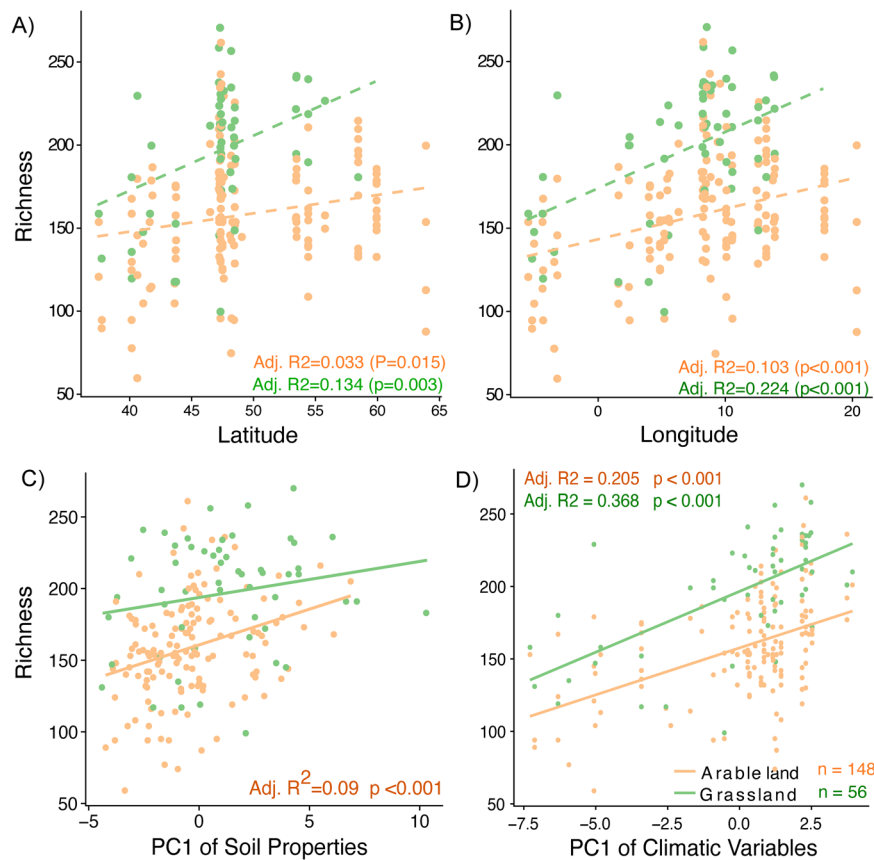 A)
Richness
250
200
150
100
50
Adj. R2=0.033 (P=0.015)
Adj. R2=0.134 (p=0.003)
40 45 50 55 60 65
Latitude
B)
250
200
150
100
50
Adj. R2=0.103 (p<0.001)
Adj. R2=0.224 (p<0.001)
0 10 20
Longitude
C)
Richness
250
200
150
100
50
Adj. R2=0.09 p <0.001
−5 0 5 10
PC1 of Soil Properties
D)
Adj. R2 = 0.205 p < 0.001
Adj. R2 = 0.368 p < 0.001
250
200
150
100
50
Arable land n = 148
Grassland n = 56
−7.5 −5.0 −2.5 0.0 2.5
PC1 of Climatic Variables